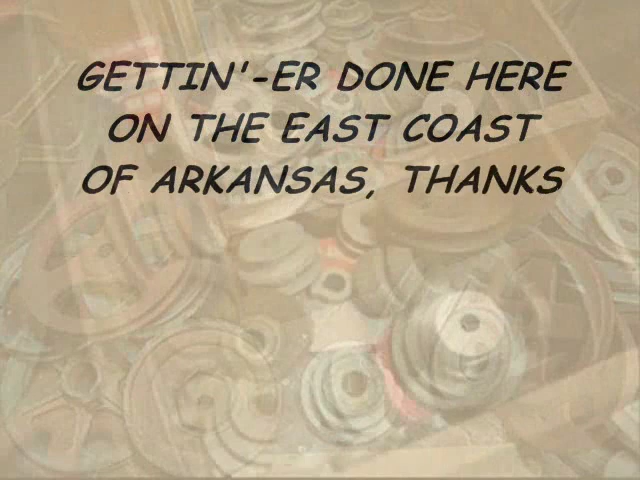 GETTIN'-ER DONE HERE
ON THE EAST COAST
OF ARKANSAS, THANKS